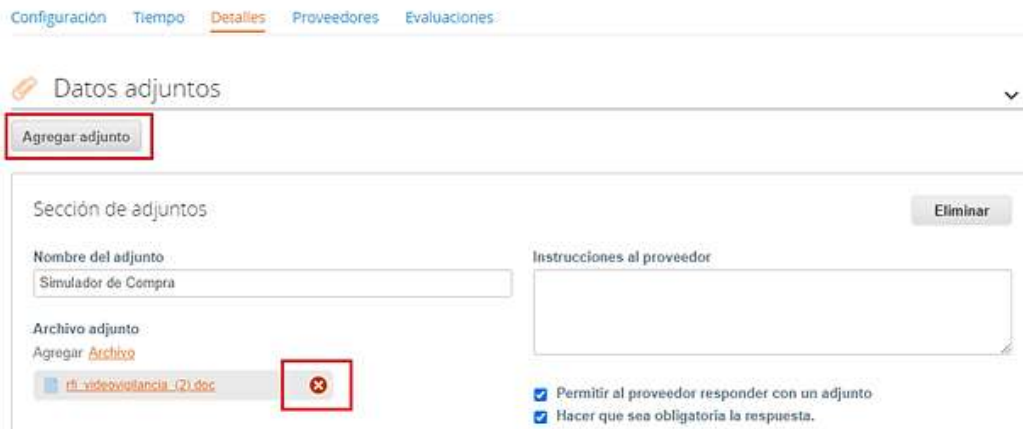 Configuración Tiempo Detalles Proveedores Evaluaciones
Datos adjuntos
Agregar adjunto
Sección de adjuntos
Eliminar
Nombre del adjunto
Simulador de Compra
Instrucciones al proveedor
Archivo adjunto
Agregar Archivo
rfi_videovigilancia_(2).doc
Permitir al proveedor responder con un adjunto
Hacer que sea obligatoria la respuesta.